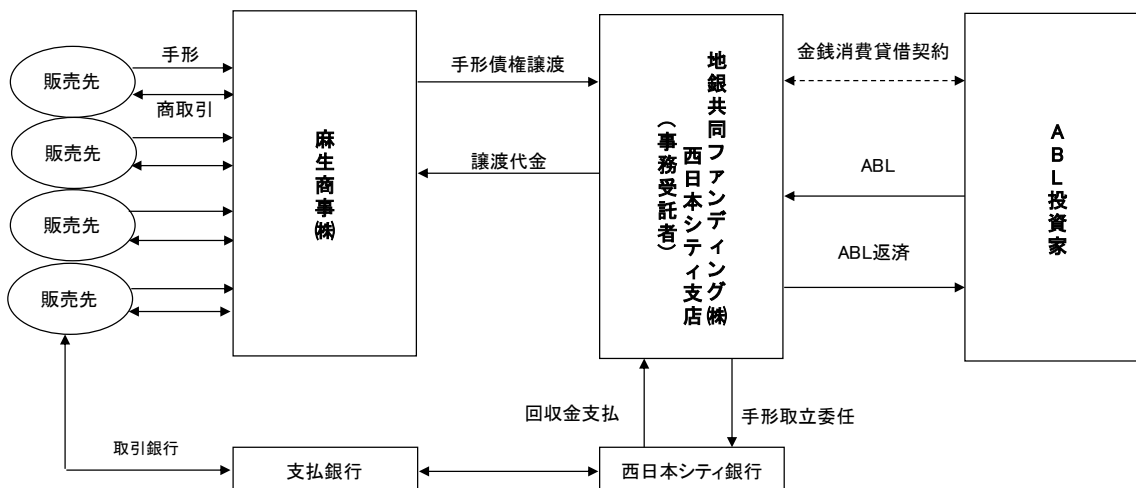 販売先
手形
商取引
販売先
販売先
販売先
麻生商事㈱
手形債権譲渡
譲渡代金
地銀共同ファンディング㈱
西日本シティ支店
（事務受託者）
金銭消費貸借契約
ABL
ABL返済
ABL投資家
回収金支払
手形取立委任
取引銀行
支払銀行
西日本シティ銀行